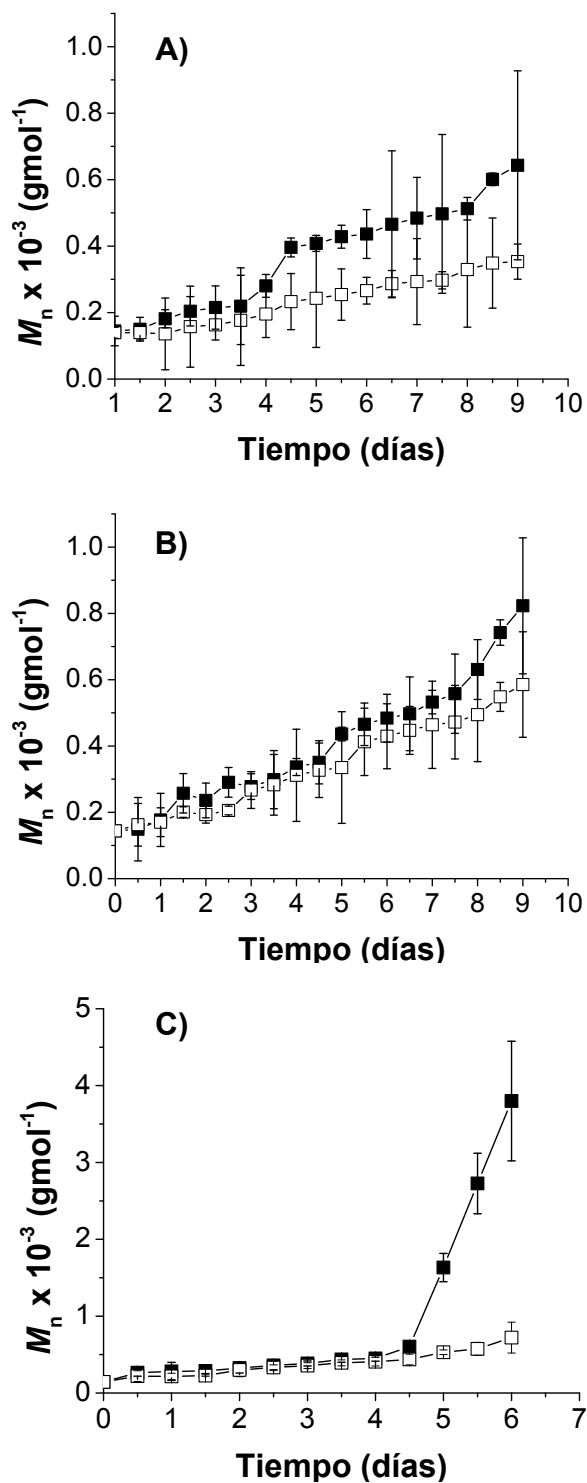 A)
1.0
0.8
0.6
0.4
0.2
0.0
M_n x 10^-3 (gmol^-1)
1 2 3 4 5 6 7 8 9 10
Tiempo (días)
B)
1.0
0.8
0.6
0.4
0.2
0.0
M_n x 10^-3 (gmol^-1)
0 1 2 3 4 5 6 7 8 9 10
Tiempo (días)
C)
5
4
3
2
1
0
M_n x 10^-3 (gmol^-1)
0 1 2 3 4 5 6 7
Tiempo (días)